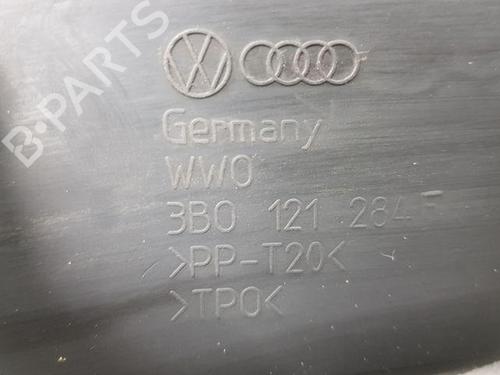 B-PARTS
Germany
WWO
3B0 121 284 F
>PP-T20<
>TPO<